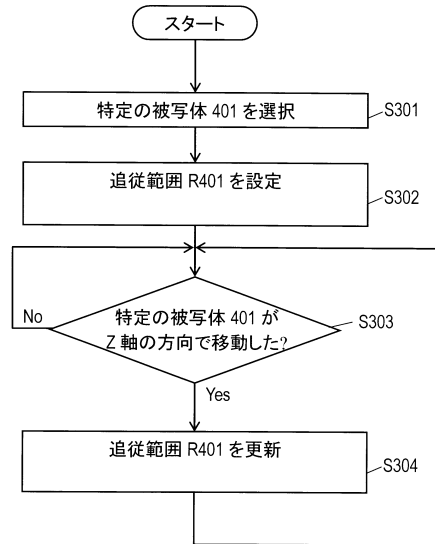 スタート
特定の被写体 401 を選択
S301
追従範囲 R401 を設定
S302
No
特定の被写体 401 が
Z 軸の方向で移動した?
S303
Yes
追従範囲 R401 を更新
S304